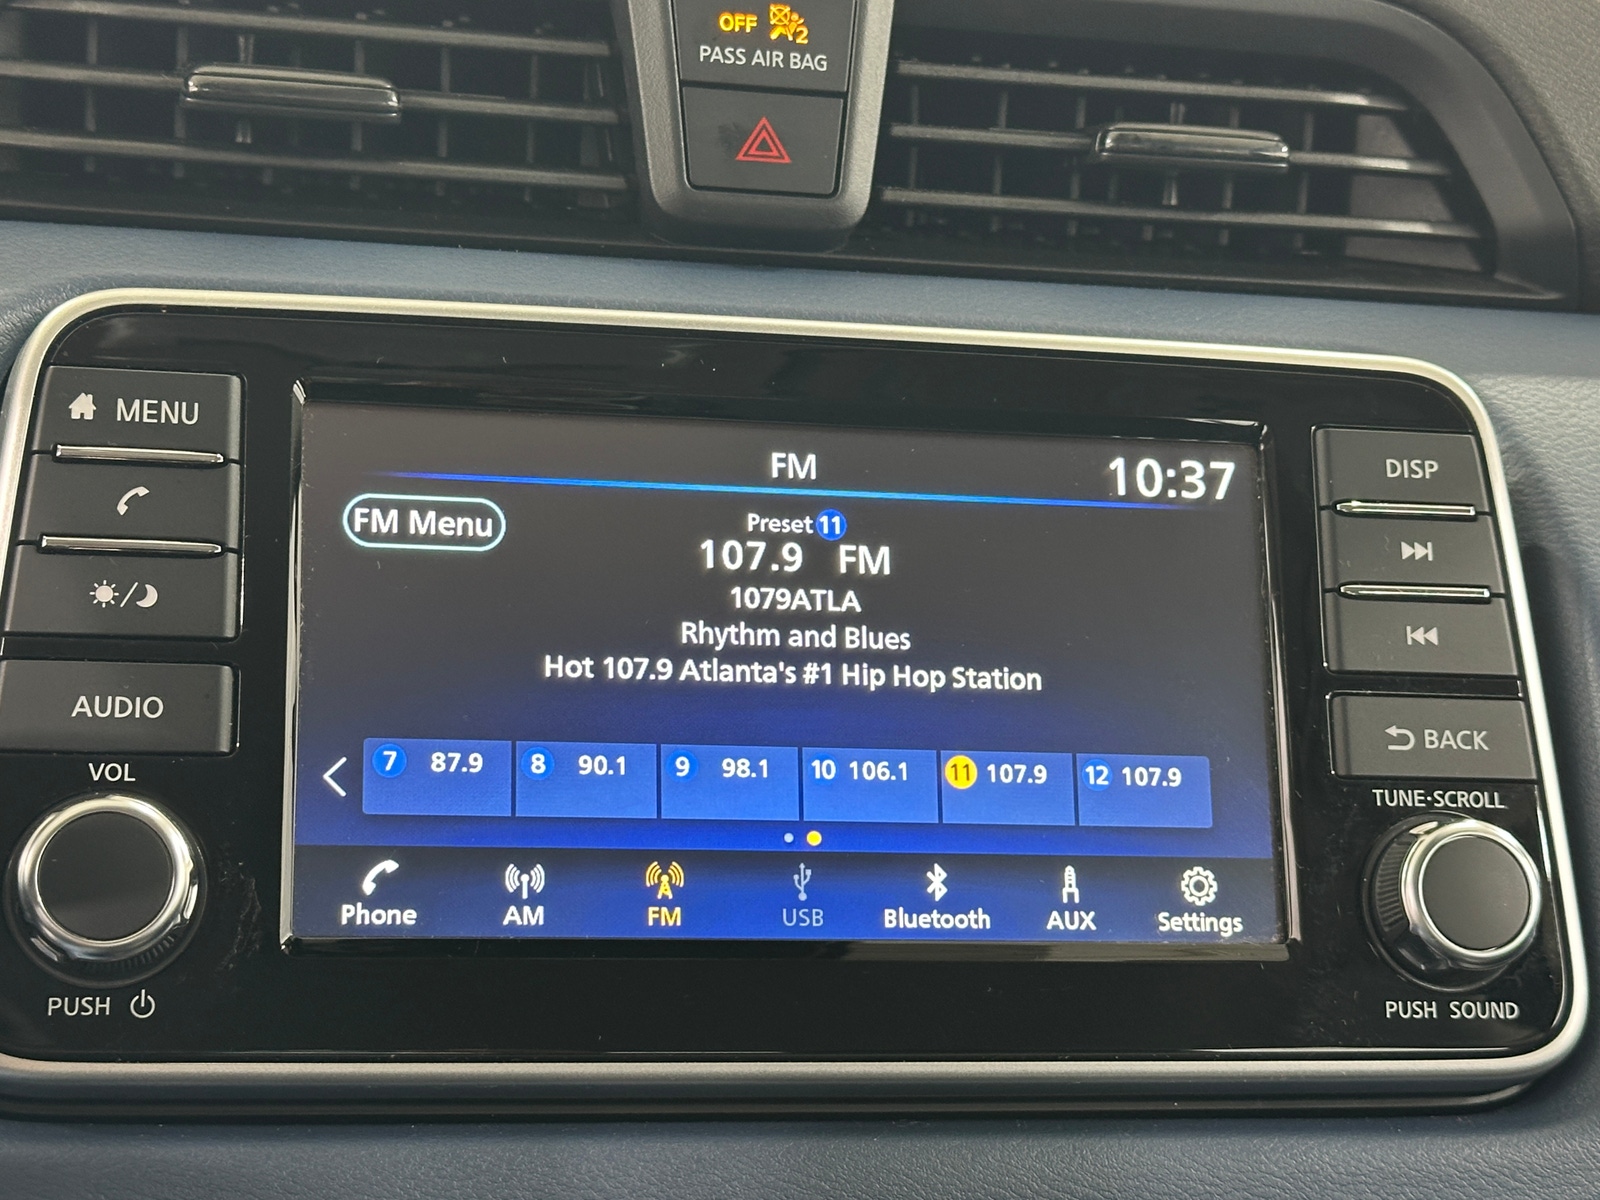 OFF 2
PASS AIR BAG
MENU
AUDIO
VOL
PUSH
FM
10:37
FM Menu
Preset 11
107.9 FM
1079ATLA
Rhythm and Blues
Hot 107.9 Atlanta's #1 Hip Hop Station
7 87.9
8 90.1
9 98.1
10 106.1
11 107.9
12 107.9
Phone
AM
FM
USB
Bluetooth
AUX
Settings
DISP
BACK
TUNE·SCROLL
PUSH SOUND